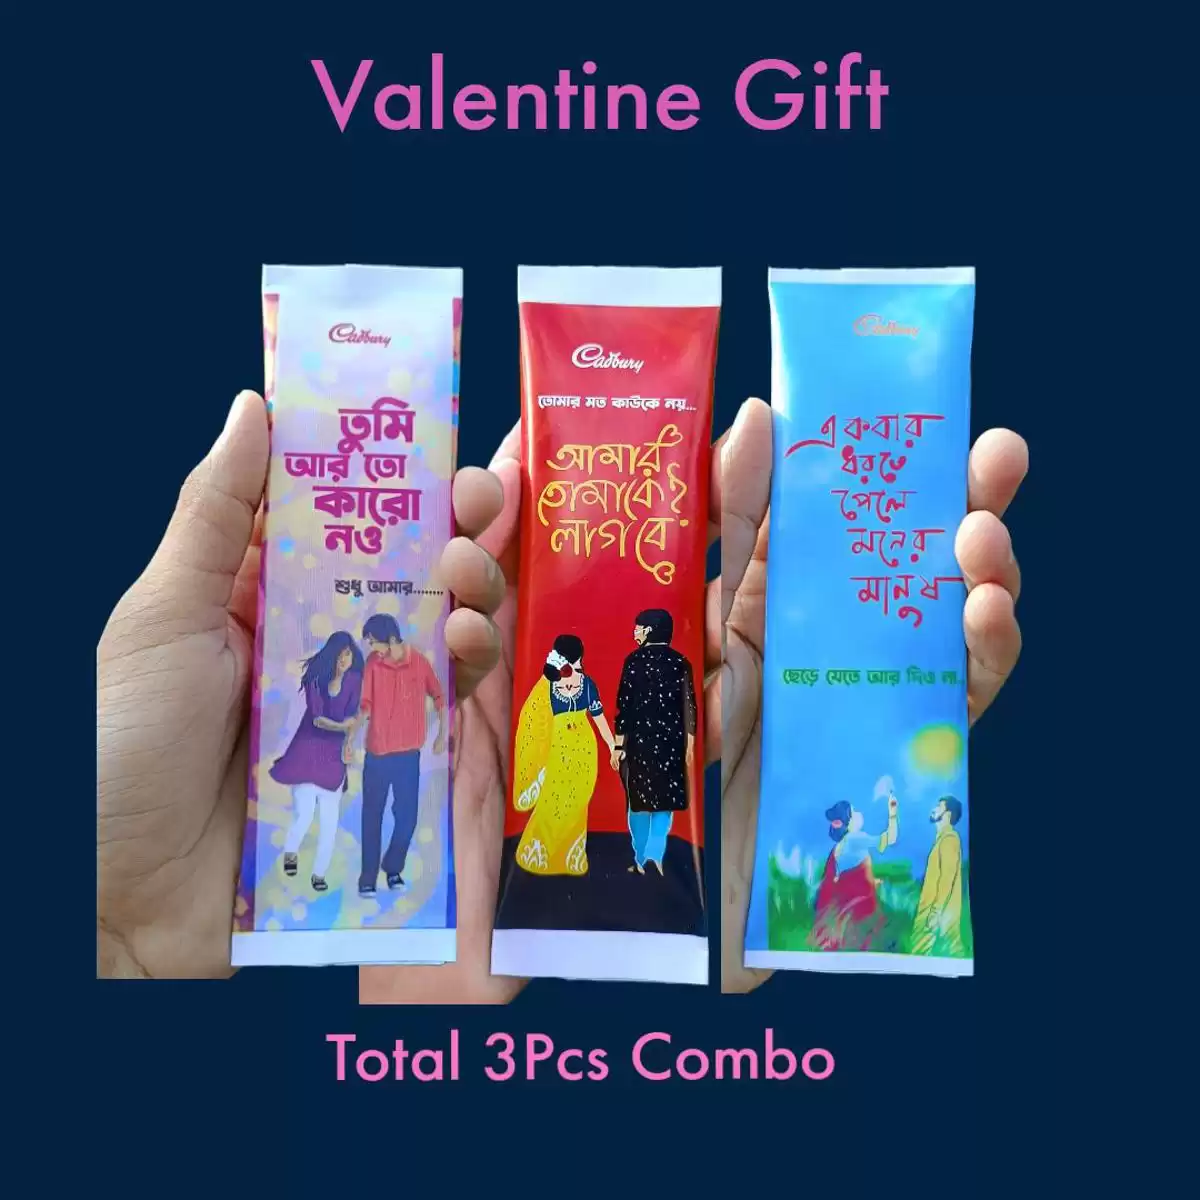 Valentine Gift
Cadbury
তুমি
আর তো
কারো
নও
শুধু আমার........
Cadbury
তোমার মত কাউকে নয়...
আমার
তোমাকেই
লাগবে
Cadbury
একবার
ধরতে
পেলে
মনের
মানুষ
ছেড়ে যেতে আর দিও না..
Total 3Pcs Combo